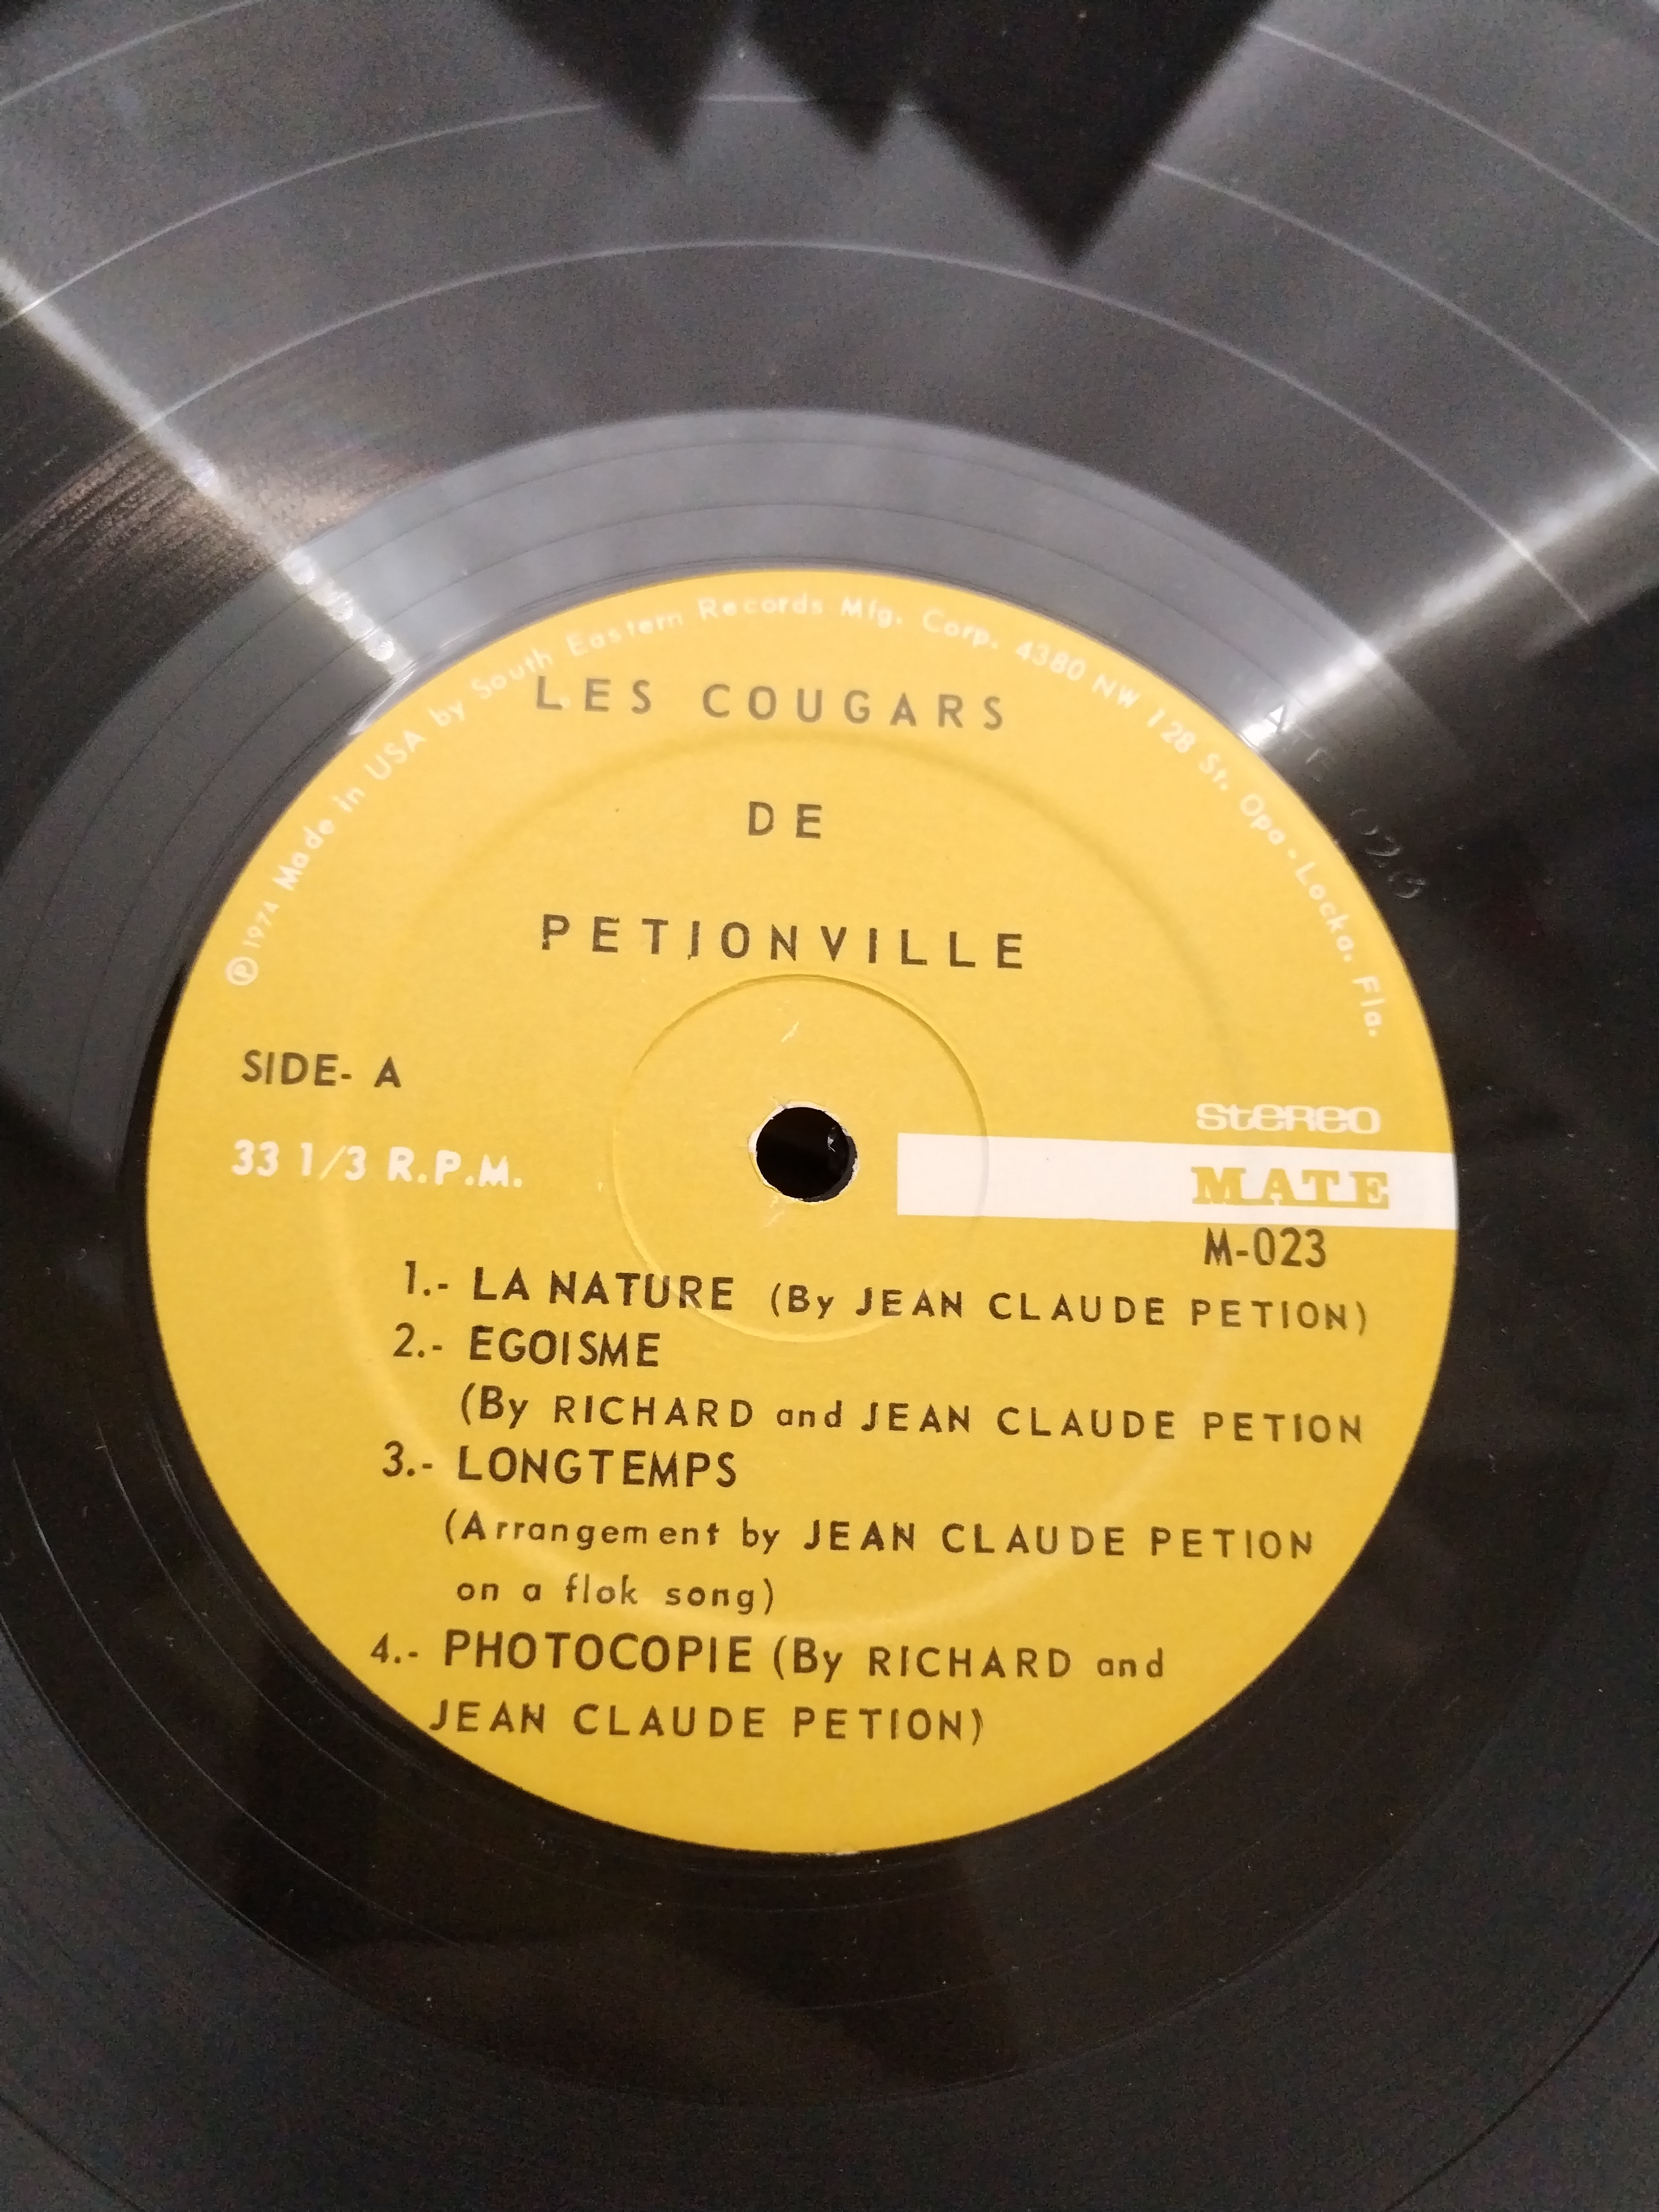 ℗ 1974 Made in USA by South Eastern Records Mfg. Corp. 4380 NW 128 St. Opa-Locka, Fla.
LES COUGARS
DE
PETIONVILLE
SIDE- A
33 1/3 R.P.M.
STEREO
MATE
M-023
1.- LA NATURE (By JEAN CLAUDE PETION)
2.- EGOISME
(By RICHARD and JEAN CLAUDE PETION
3.- LONGTEMPS
(Arrangement by JEAN CLAUDE PETION
on a flok song)
4.- PHOTOCOPIE (By RICHARD and
JEAN CLAUDE PETION)